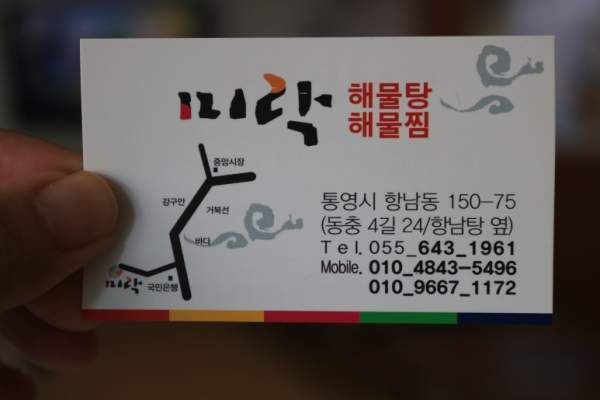 미락 해물탕
해물찜
중앙시장
강구안
거북선
바다
미락
국민은행
통영시 항남동 150-75
(동충 4길 24/항남탕 옆)
Tel. 055_643_1961
Mobile. 010_4843-5496
010_9667_1172